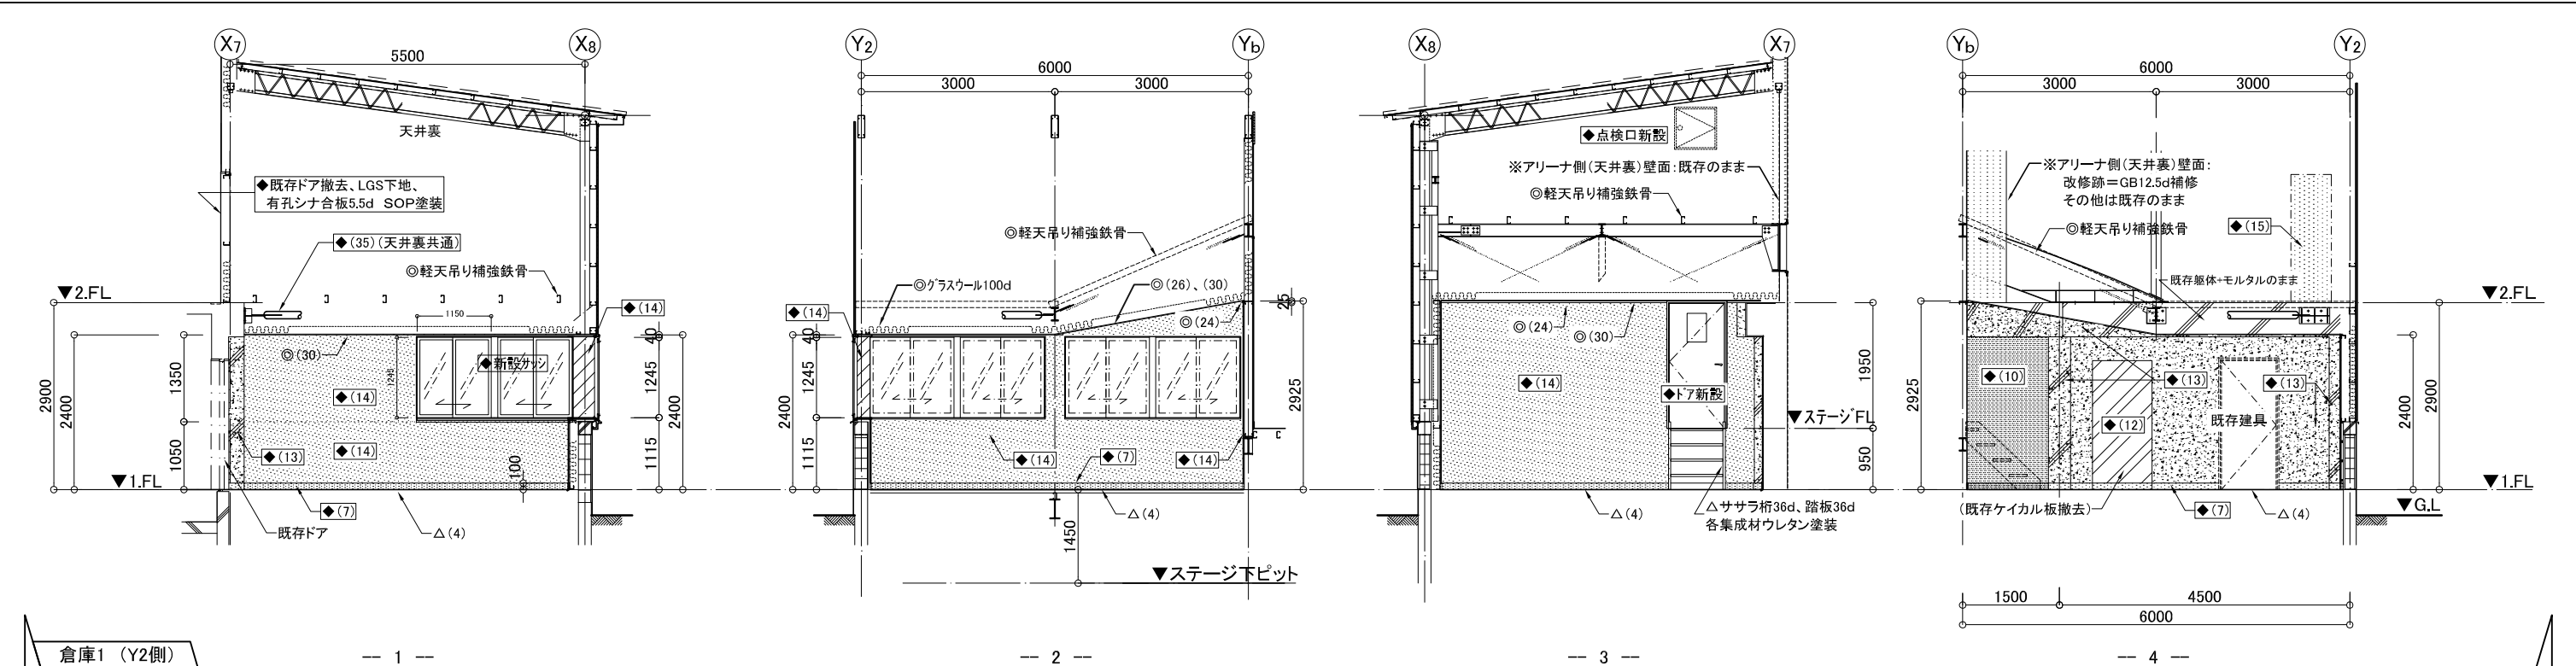 X7
X8
5500
天井裏
◆既存ドア撤去、LGS下地、
有孔シナ合板5.5d SOP塗装
◆(35)(天井裏共通)
◎軽天吊り補強鉄骨
▼2.FL
◆(14)
1150
40
◎(30)
◆新設サッシ
1245
1350
1245
2900
2400
◆(14)
2400
◆(14)
1050
◆(13)
1115
100
▼1.FL
◆(7)
既存ドア
△(4)
倉庫1 (Y2側)
-- 1 --
Y2
Yb
6000
3000
3000
◎軽天吊り補強鉄骨
◎グラスウール100d
◎(26)、(30)
25
◆(14)
◎(24)
40
1245
2400
2925
1115
◆(14)
◆(7)
◆(14)
△(4)
1450
▼ステージ下ピット
-- 2 --
X8
X7
◆点検口新設
※アリーナ側(天井裏)壁面:既存のまま
◎軽天吊り補強鉄骨
◎(24)
◎(30)
1950
◆(14)
◆ドア新設
▼ステージFL
950
△(4)
△ササラ桁36d、踏板36d
各集成材ウレタン塗装
-- 3 --
Yb
Y2
6000
3000
3000
※アリーナ側(天井裏)壁面:
改修跡=GB12.5d補修
その他は既存のまま
◎軽天吊り補強鉄骨
◆(15)
既存躯体+モルタルのまま
▼2.FL
◆(10)
◆(13)
◆(13)
2925
◆(12)
既存建具
2400
2900
▼1.FL
(既存ケイカル板撤去)
◆(7)
△(4)
▼G.L
1500
4500
6000
-- 4 --